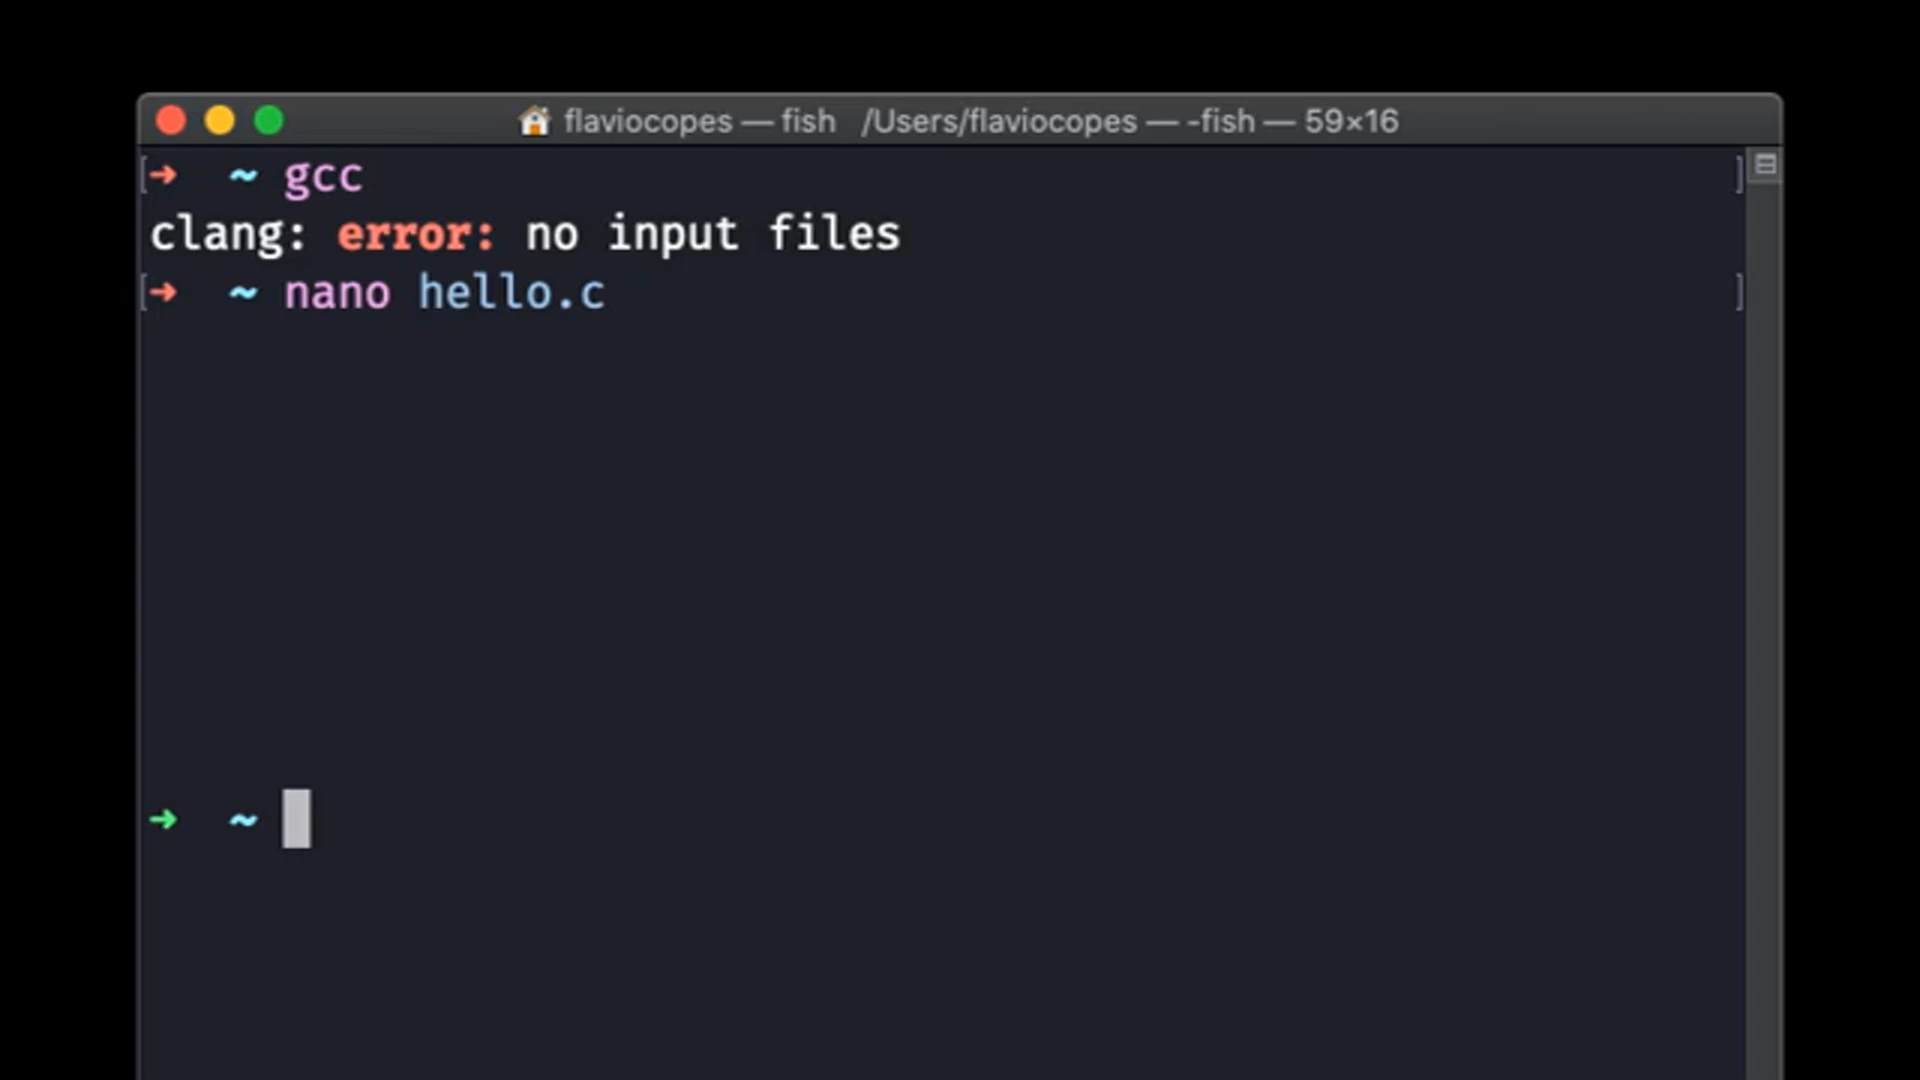 flaviocopes — fish /Users/flaviocopes — -fish — 59×16
[➜ ~ gcc ]
clang: error: no input files
[➜ ~ nano hello.c ]
➜ ~